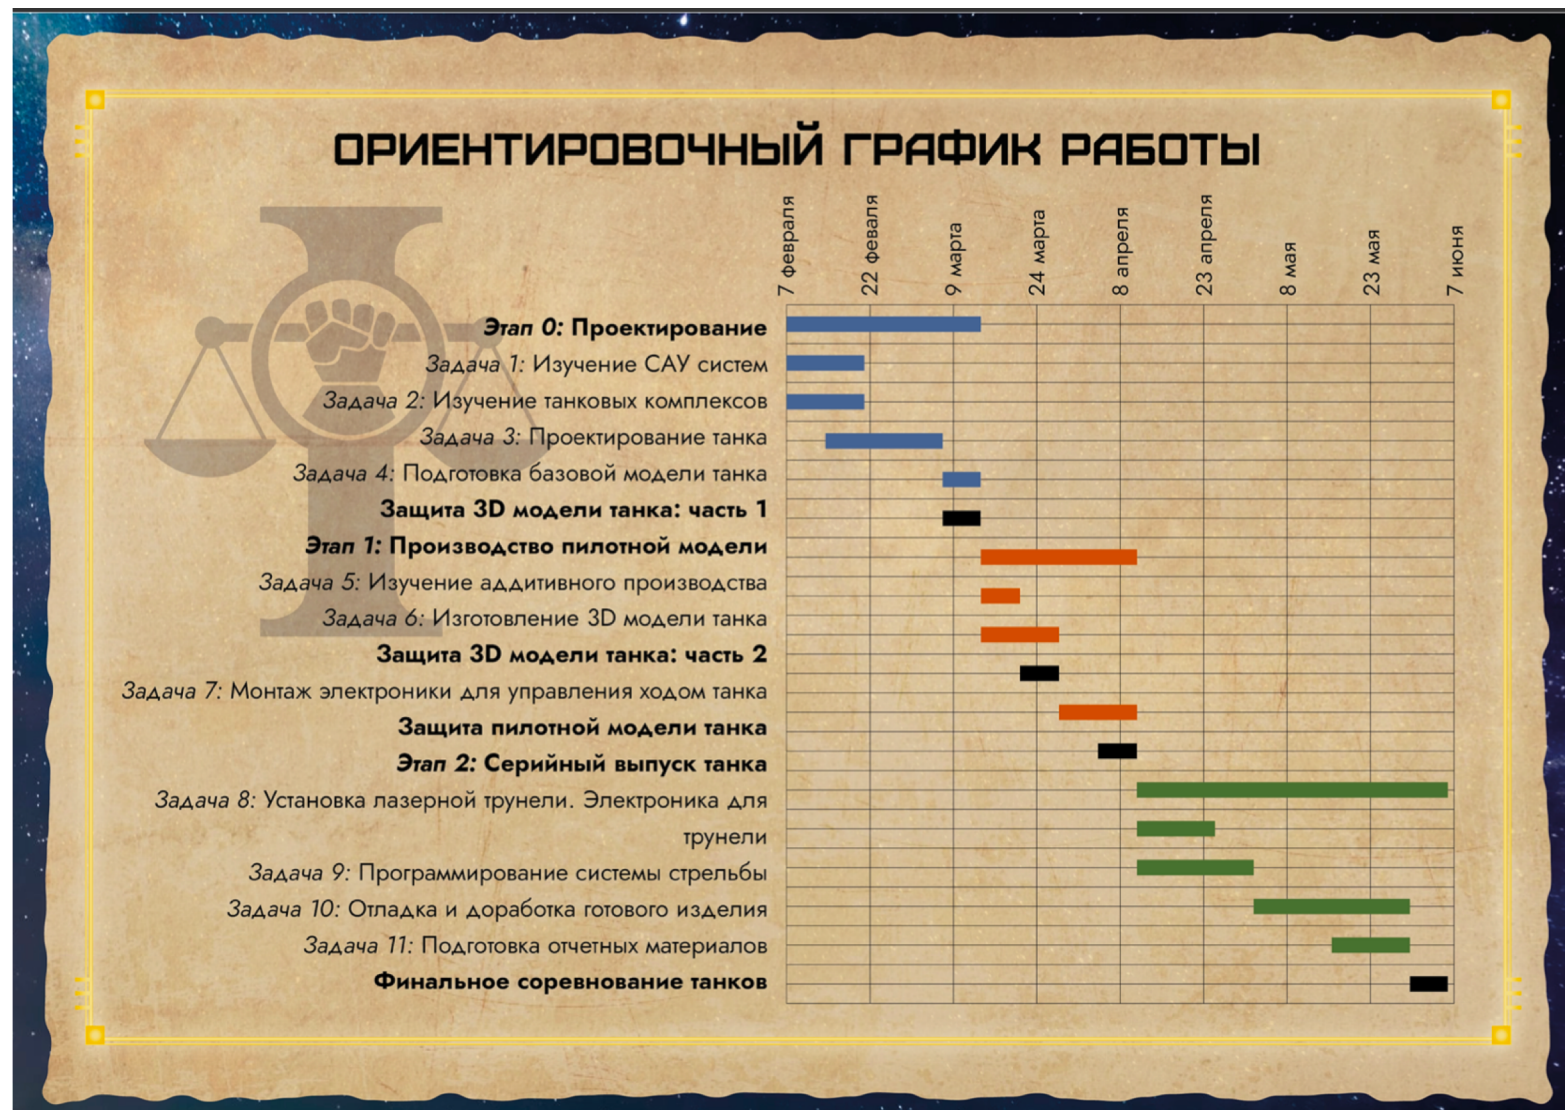 ОРИЕНТИРОВОЧНЫЙ ГРАФИК РАБОТЫ
7 февраля
22 феваля
9 марта
24 марта
8 апреля
23 апреля
8 мая
23 мая
7 июня
Этап 0: Проектирование
Задача 1: Изучение САУ систем
Задача 2: Изучение танковых комплексов
Задача 3: Проектирование танка
Задача 4: Подготовка базовой модели танка
Защита 3D модели танка: часть 1
Этап 1: Производство пилотной модели
Задача 5: Изучение аддитивного производства
Задача 6: Изготовление 3D модели танка
Защита 3D модели танка: часть 2
Задача 7: Монтаж электроники для управления ходом танка
Защита пилотной модели танка
Этап 2: Серийный выпуск танка
Задача 8: Установка лазерной трунели. Электроника для
трунели
Задача 9: Программирование системы стрельбы
Задача 10: Отладка и доработка готового изделия
Задача 11: Подготовка отчетных материалов
Финальное соревнование танков